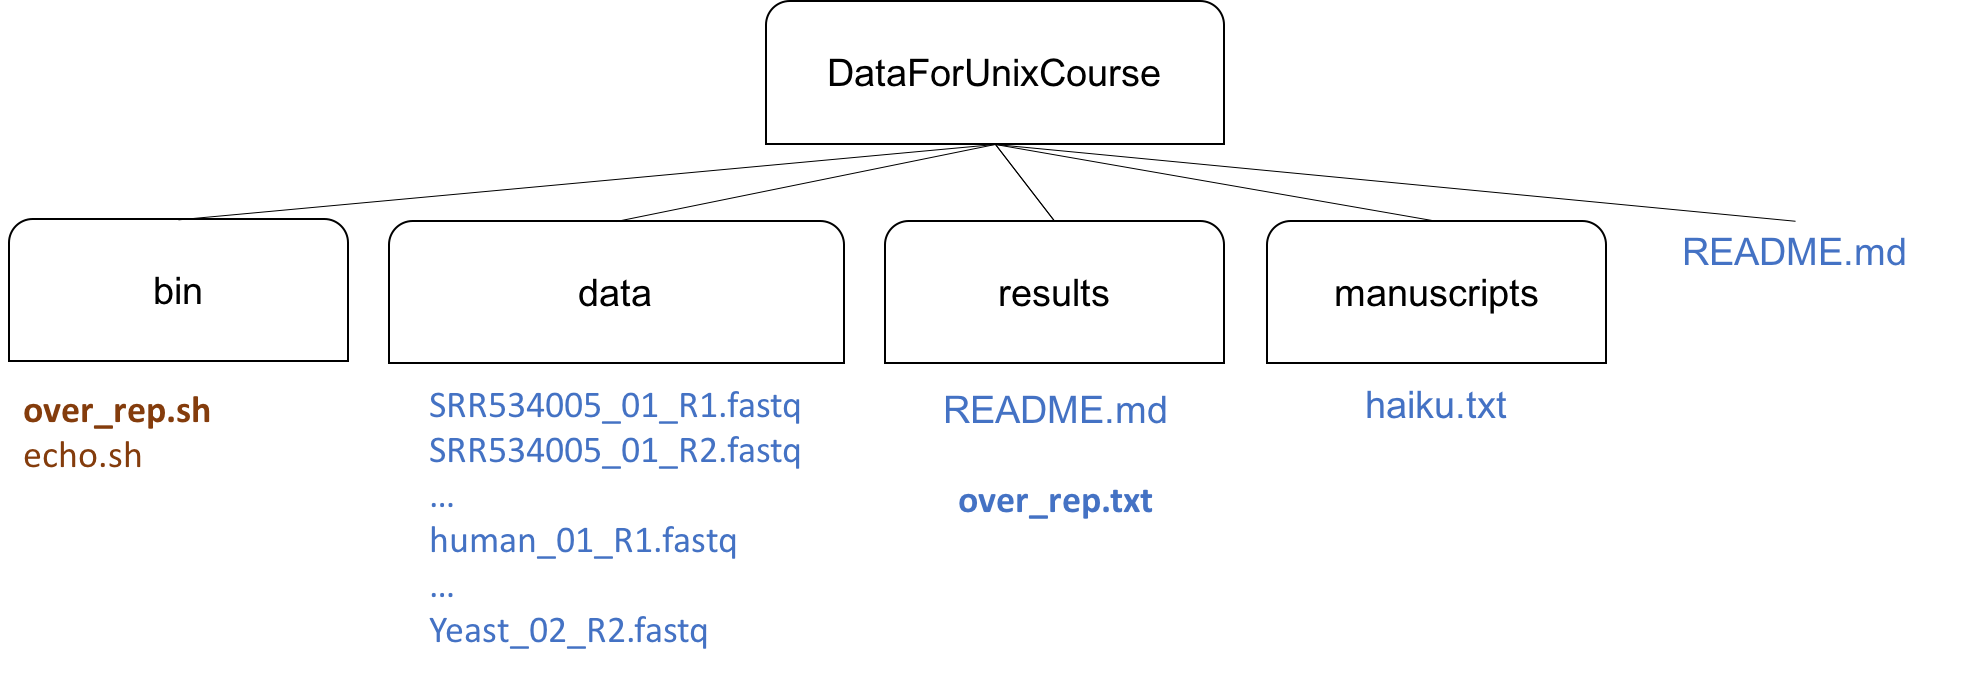 DataForUnixCourse
bin
data
results
manuscripts
README.md
over_rep.sh
echo.sh
SRR534005_01_R1.fastq
SRR534005_01_R2.fastq
...
human_01_R1.fastq
...
Yeast_02_R2.fastq
README.md
over_rep.txt
haiku.txt